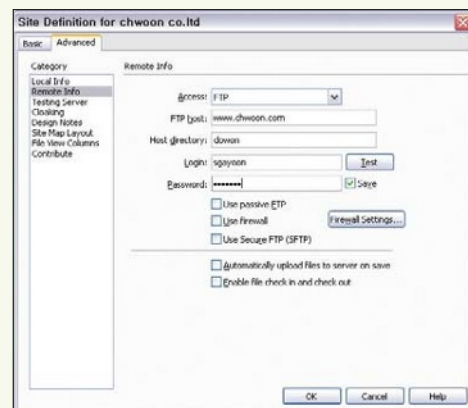 Site Definition for chwoon co.ltd
Basic
Advanced
Category
Local Info
Remote Info
Testing Server
Cloaking
Design Notes
Site Map Layout
File View Columns
Contribute
Remote Info
Access: FTP
FTP host: www.chwoon.com
Host directory: dowon
Login: sgayoon
Test
Password: •••••••
Save
Use passive FTP
Use firewall
Firewall Settings...
Use Secure FTP (SFTP)
Automatically upload files to server on save
Enable file check in and check out
OK
Cancel
Help